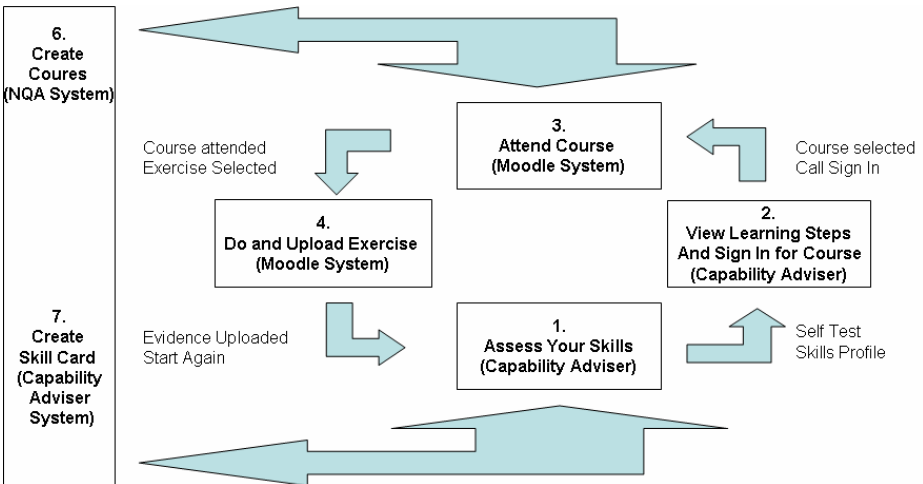 6.
Create
Coures
(NQA System)
3.
Attend Course
(Moodle System)
Course attended
Exercise Selected
Course selected
Call Sign In
4.
Do and Upload Exercise
(Moodle System)
2.
View Learning Steps
And Sign In for Course
(Capability Adviser)
7.
Create
Skill Card
(Capability
Adviser
System)
Evidence Uploaded
Start Again
1.
Assess Your Skills
(Capability Adviser)
Self Test
Skills Profile